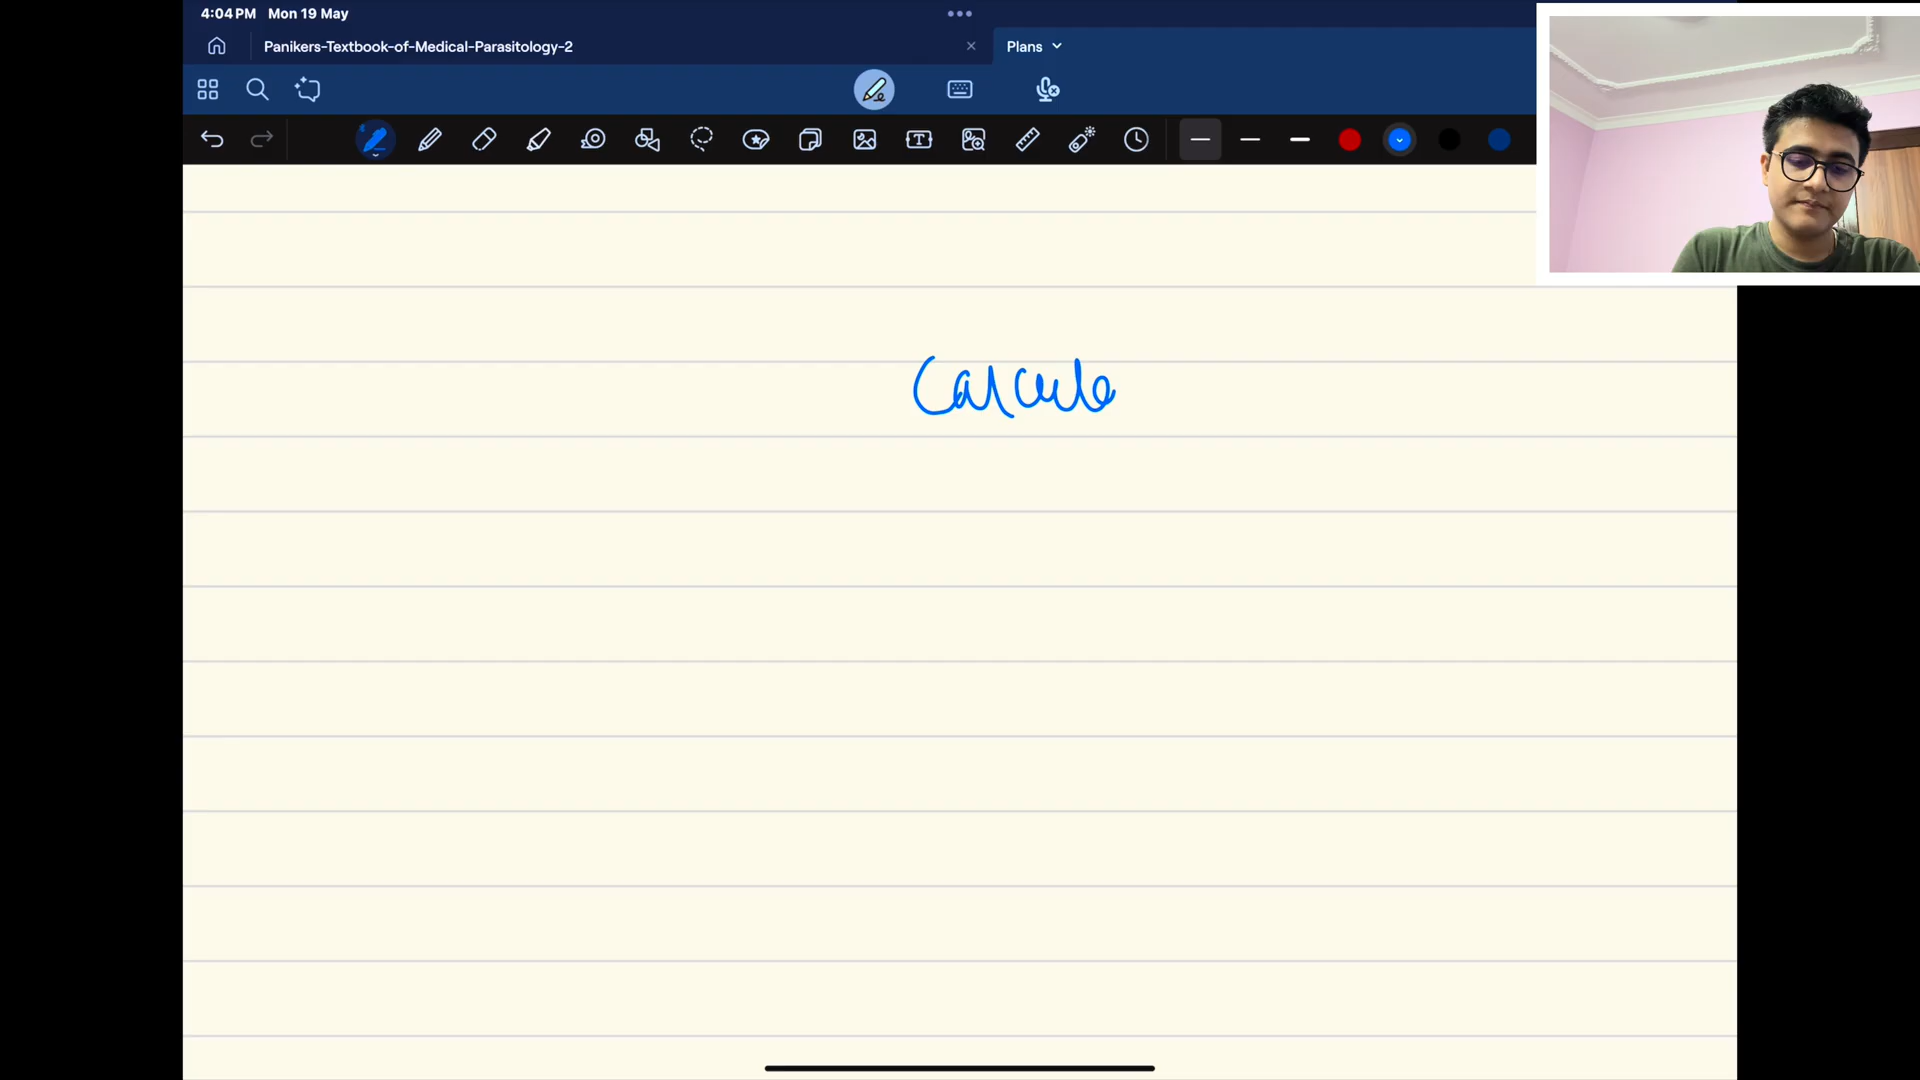 4:04 PM Mon 19 May
Panikers-Textbook-of-Medical-Parasitology-2
Plans
Calcule